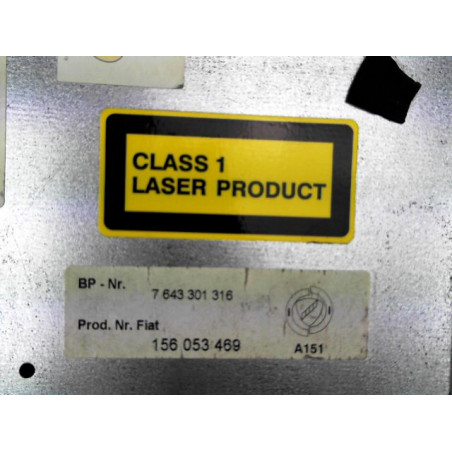 CLASS 1
LASER PRODUCT
BP - Nr. 7 643 301 316
Prod. Nr. Fiat
156 053 469 A151